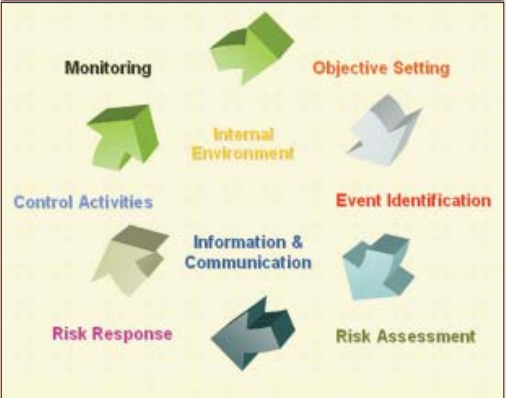 Monitoring
Objective Setting
Internal
Environment
Control Activities
Event Identification
Information &
Communication
Risk Response
Risk Assessment